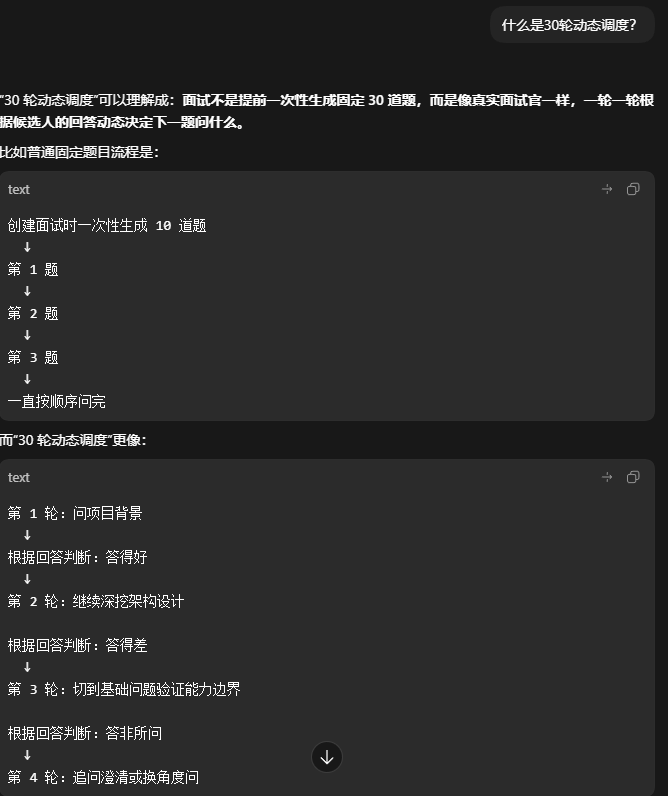 什么是30轮动态调度?
“30 轮动态调度”可以理解成：面试不是提前一次性生成固定 30 道题，而是像真实面试官一样，一轮一轮根
据候选人的回答动态决定下一题问什么。
比如普通固定题目流程是：
text
创建面试时一次性生成 10 道题
↓
第 1 题
↓
第 2 题
↓
第 3 题
↓
一直按顺序问完
而“30 轮动态调度”更像：
text
第 1 轮：问项目背景
↓
根据回答判断：答得好
↓
第 2 轮：继续深挖架构设计
根据回答判断：答得差
↓
第 3 轮：切到基础问题验证能力边界
根据回答判断：答非所问
↓
第 4 轮：追问澄清或换角度问